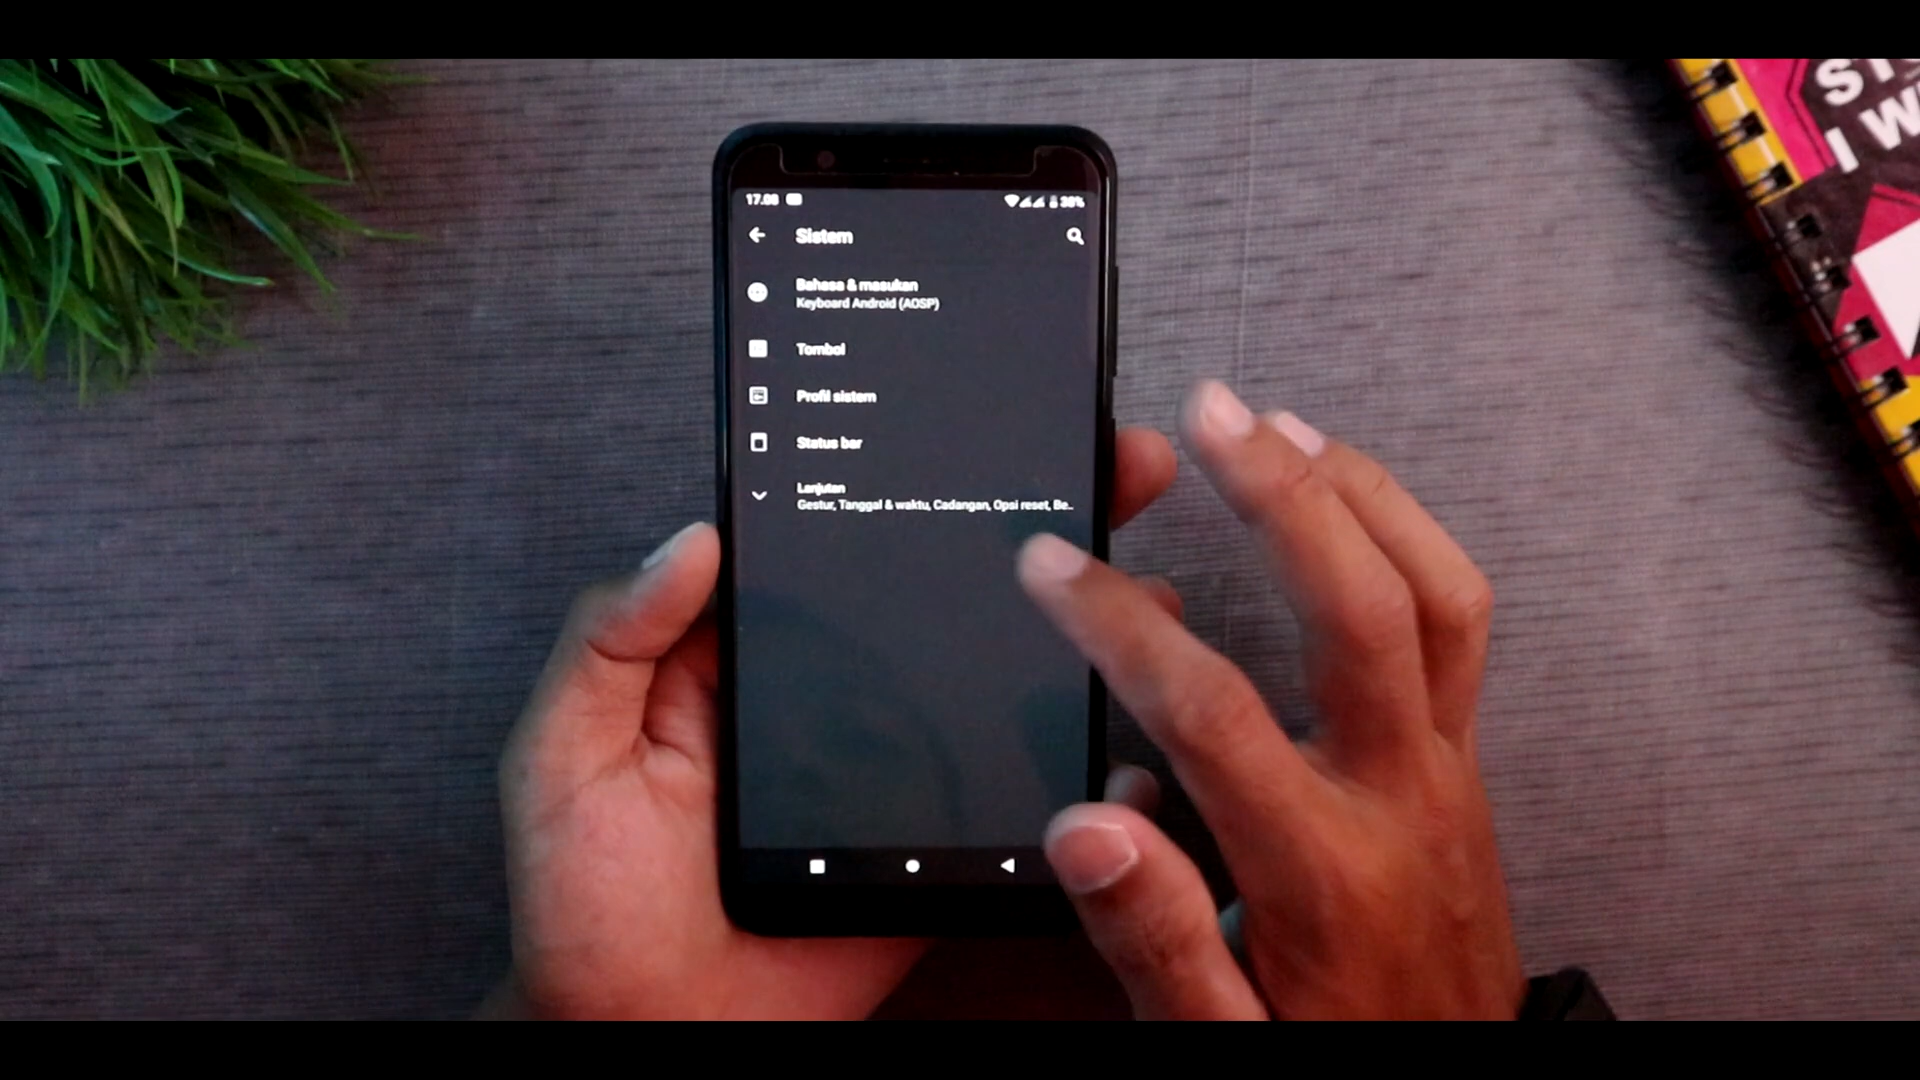 17.08
38%
Sistem
Bahasa & masukan
Keyboard Android (AOSP)
Tombol
Profil sistem
Status bar
Lanjutan
Gestur, Tanggal & waktu, Cadangan, Opsi reset, Be..
I W